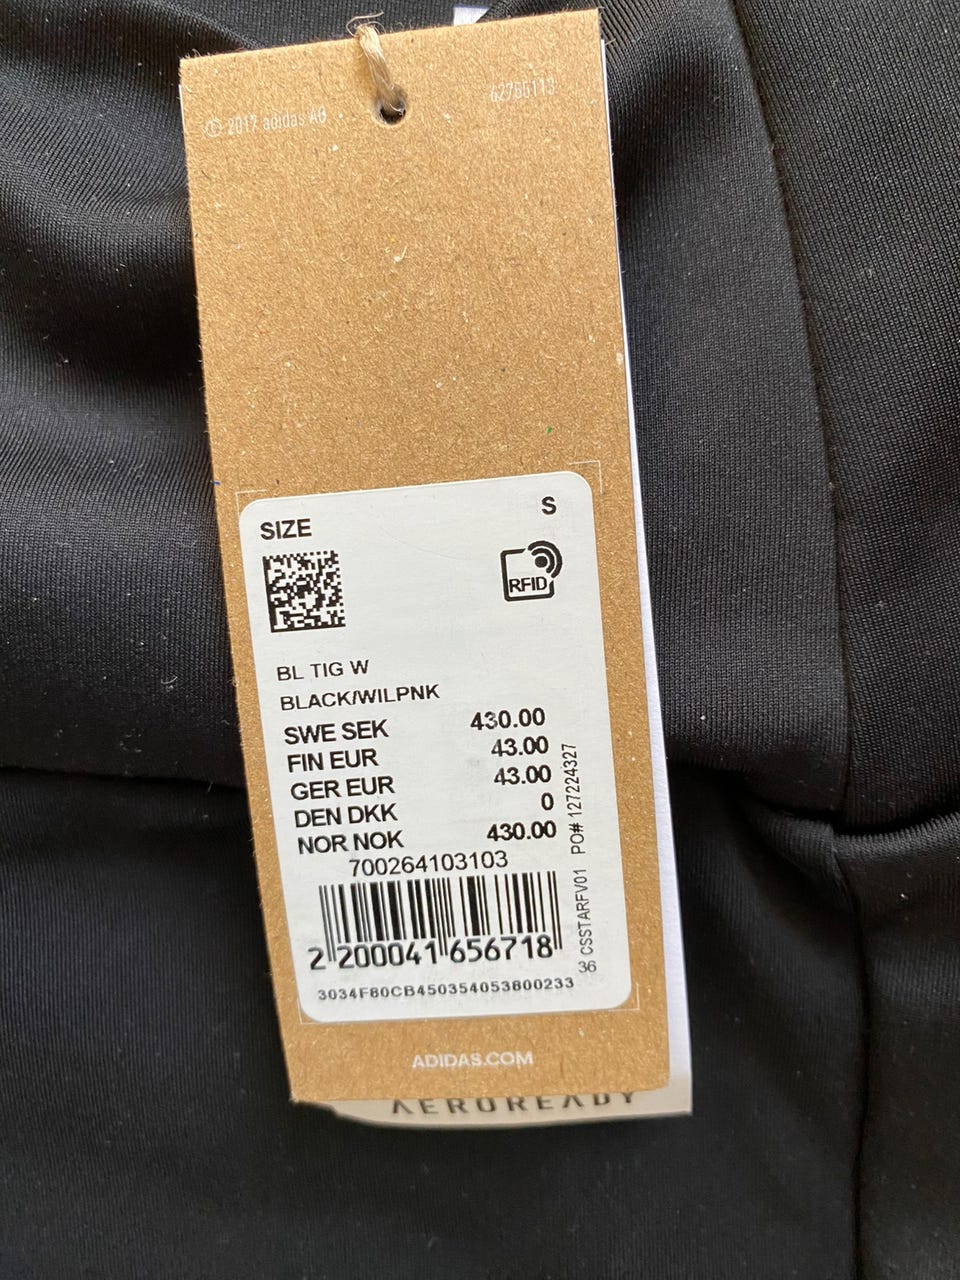 © 2017 adidas AG
62755113
SIZE
S
RFID
BL TIG W
BLACK/WILPNK
SWE SEK 430.00
FIN EUR 43.00
GER EUR 43.00
DEN DKK 0
NOR NOK 430.00
700264103103
2 200041 656718
3034F80CB450354053800233
36 CSSTARFV01 PO# 127224327
ADIDAS.COM
AEROREADY